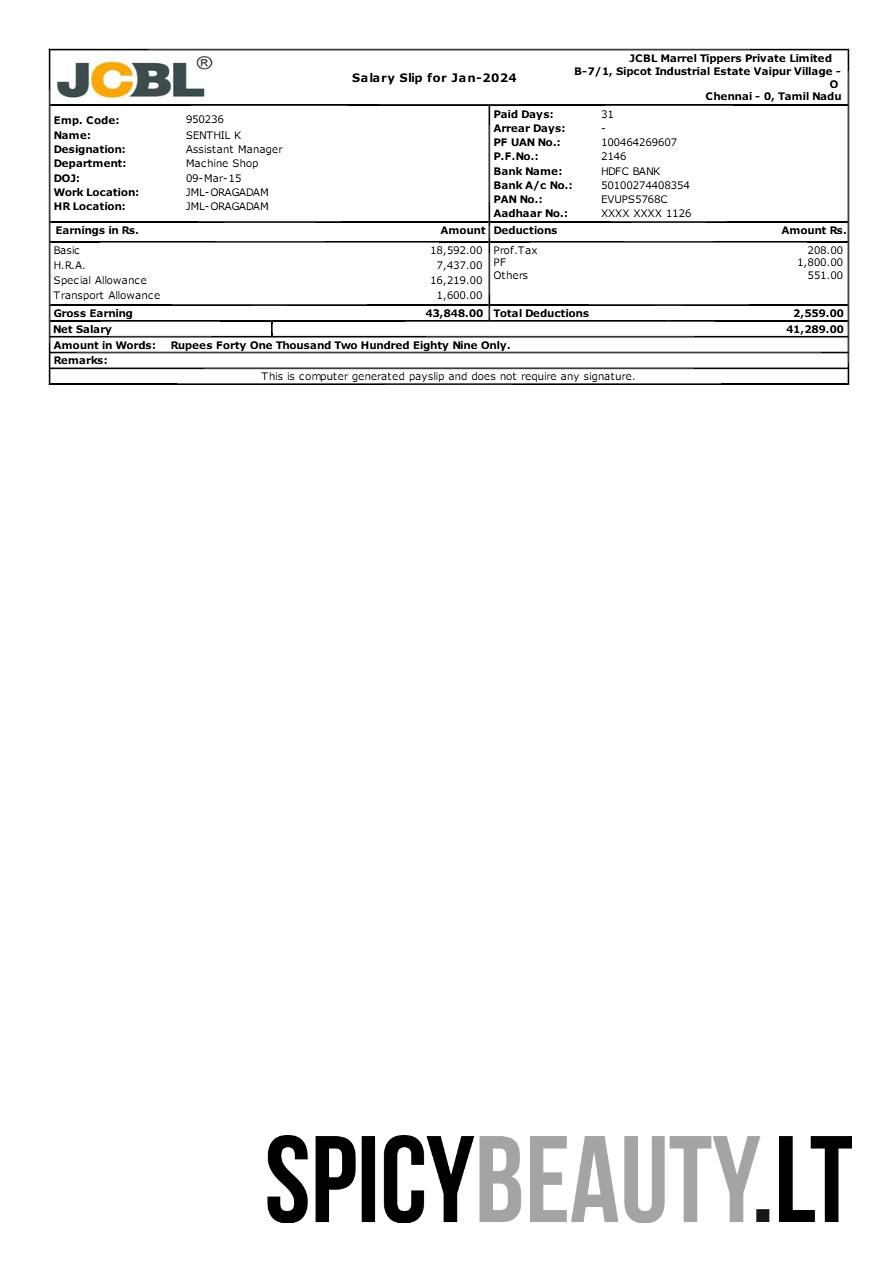 JCBL®
Salary Slip for Jan-2024
JCBL Marrel Tippers Private Limited
B-7/1, Sipcot Industrial Estate Vaipur Village -
O
Chennai - 0, Tamil Nadu
Emp. Code: 950236
Name: SENTHIL K
Designation: Assistant Manager
Department: Machine Shop
DOJ: 09-Mar-15
Work Location: JML-ORAGADAM
HR Location: JML-ORAGADAM
Paid Days: 31
Arrear Days: -
PF UAN No.: 100464269607
P.F.No.: 2146
Bank Name: HDFC BANK
Bank A/c No.: 50100274408354
PAN No.: EVUPS5768C
Aadhaar No.: XXXX XXXX 1126
Earnings in Rs. Amount Deductions Amount Rs.
Basic 18,592.00 Prof.Tax 208.00
H.R.A. 7,437.00 PF 1,800.00
Special Allowance 16,219.00 Others 551.00
Transport Allowance 1,600.00
Gross Earning 43,848.00 Total Deductions 2,559.00
Net Salary 41,289.00
Amount in Words: Rupees Forty One Thousand Two Hundred Eighty Nine Only.
Remarks:
This is computer generated payslip and does not require any signature.
SPICYBEAUTY.LT